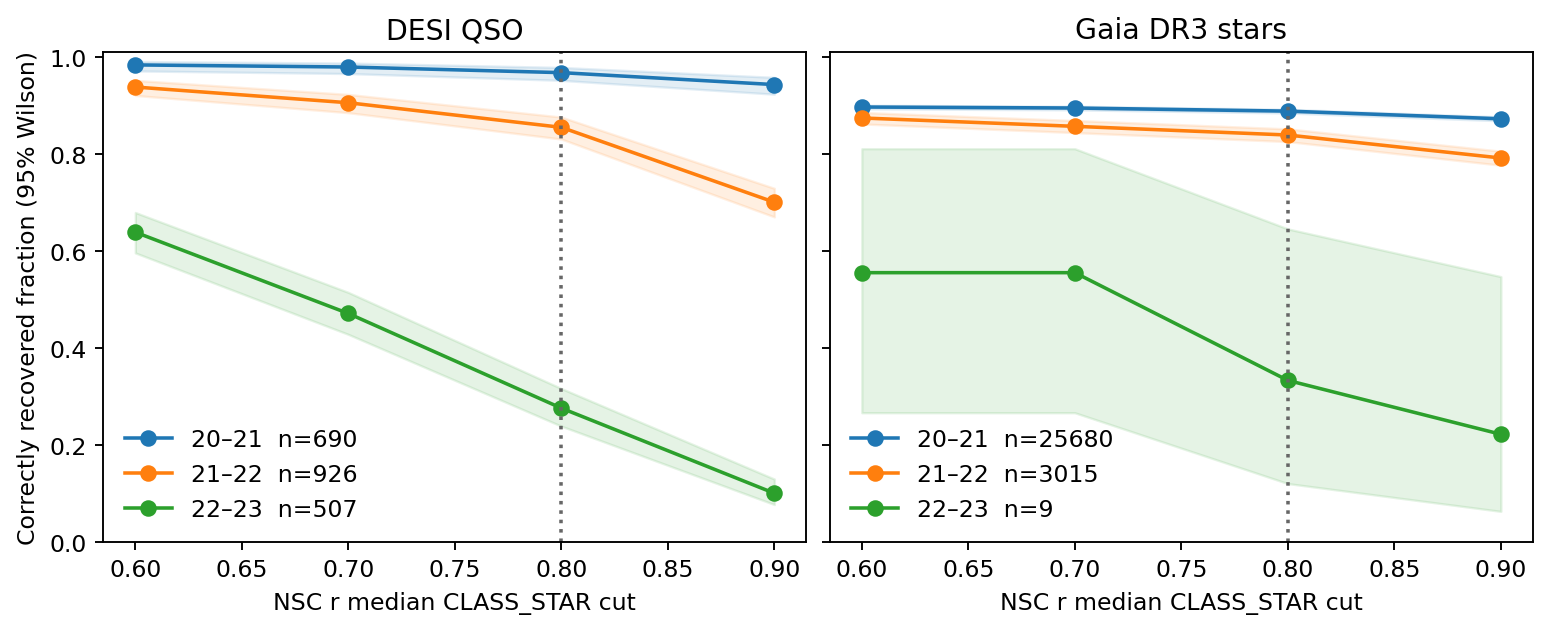 DESI QSO
Gaia DR3 stars
Correctly recovered fraction (95% Wilson)
1.0
0.8
0.6
0.4
0.2
0.0
20–21 n=690
21–22 n=926
22–23 n=507
20–21 n=25680
21–22 n=3015
22–23 n=9
0.60 0.65 0.70 0.75 0.80 0.85 0.90
0.60 0.65 0.70 0.75 0.80 0.85 0.90
NSC r median CLASS_STAR cut
NSC r median CLASS_STAR cut